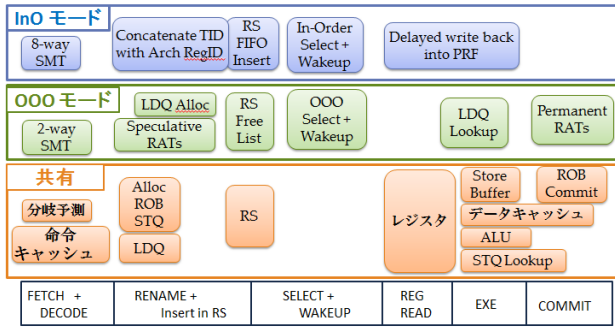 InO モード
8-way
SMT
Concatenate TID
with Arch RegID
RS
FIFO
Insert
In-Order
Select +
Wakeup
Delayed write back
into PRF
OOO モード
2-way
SMT
LDQ Alloc
Speculative
RATs
RS
Free
List
OOO
Select +
Wakeup
LDQ
Lookup
Permanent
RATs
共有
分岐予測
命令
キャッシュ
Alloc
ROB
STQ
LDQ
RS
レジスタ
Store
Buffer
ROB
Commit
データキャッシュ
ALU
STQ Lookup
FETCH +
DECODE
RENAME +
Insert in RS
SELECT +
WAKEUP
REG
READ
EXE
COMMIT